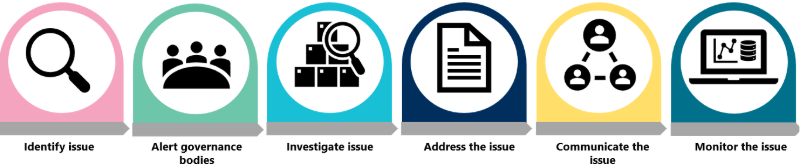 Identify issue
Alert governance
bodies
Investigate issue
Address the issue
Communicate the
issue
Monitor the issue